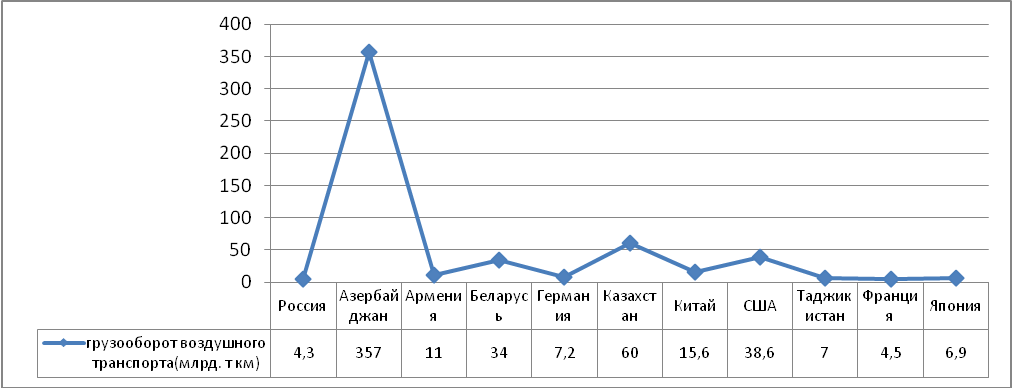 400
350
300
250
200
150
100
50
0
Россия
Азербай
джан
Армени
я
Беларус
ь
Герман
ия
Казахст
ан
Китай
США
Таджик
истан
Франци
я
Япония
грузооборот воздушного
транспорта(млрд. т км)
4,3 357 11 34 7,2 60 15,6 38,6 7 4,5 6,9